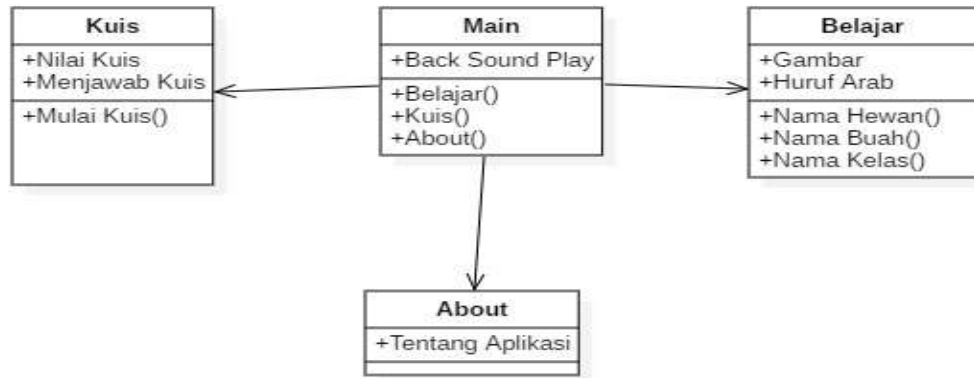 Kuis
+Nilai Kuis
+Menjawab Kuis
+Mulai Kuis()
Main
+Back Sound Play
+Belajar()
+Kuis()
+About()
Belajar
+Gambar
+Huruf Arab
+Nama Hewan()
+Nama Buah()
+Nama Kelas()
About
+Tentang Aplikasi